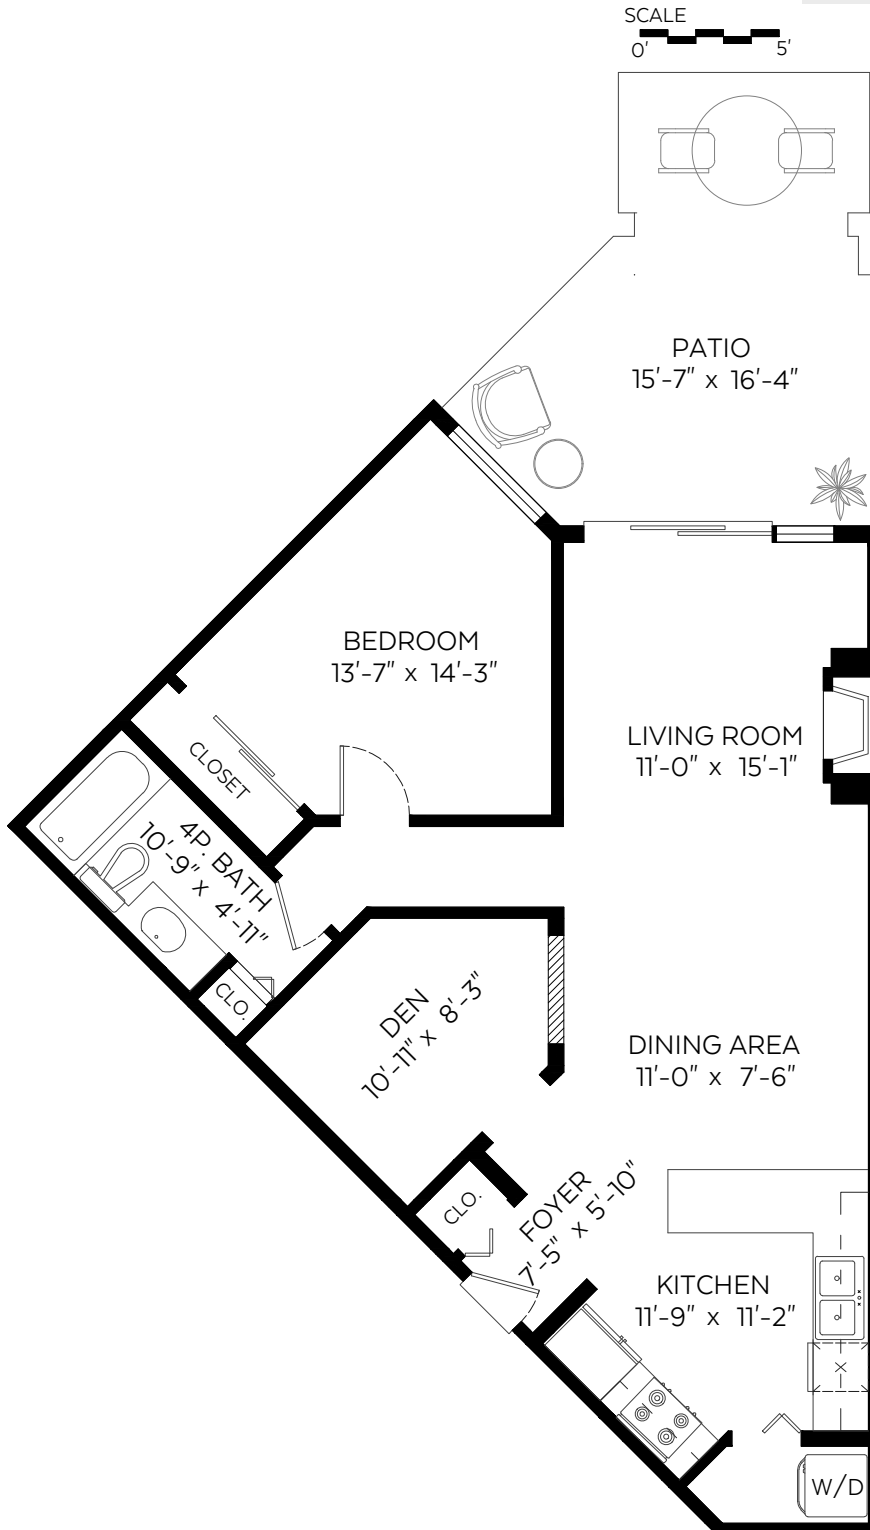 SCALE
0' 5'
PATIO
15'-7" x 16'-4"
BEDROOM
13'-7" x 14'-3"
LIVING ROOM
11'-0" x 15'-1"
CLOSET
4P. BATH
10'-9" x 4'-11"
CLO.
DEN
10'-11" x 8'-3"
DINING AREA
11'-0" x 7'-6"
CLO.
FOYER
7'-5" x 5'-10"
KITCHEN
11'-9" x 11'-2"
W/D